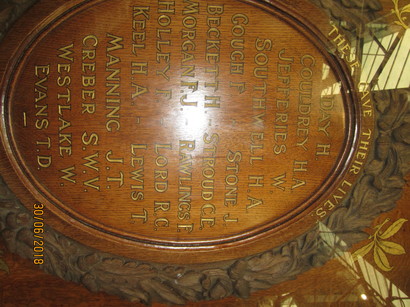 THESE GAVE THEIR LIVES
DAY H
COULDREY H.A
JEFFERIES W.
SOUTHWELL H.A
GOUGH T. STONE J.
BECKETT H. STROUD C.E.
MORGAN F.J. RAWLINGS E
HOLLEY F. LORD R.G
KEEL H.A. - LEWIS T
MANNING J.T.
CREBER S.W.V
WESTLAKE W.
EVANS T.D.
30/06/2018